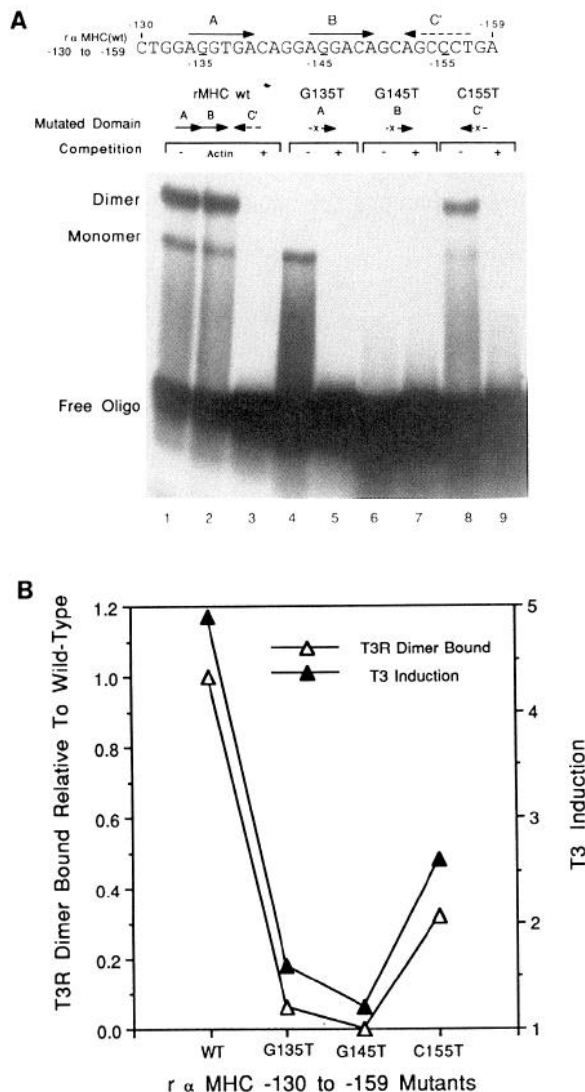 A
-130 A B C' -159
r α MHC(wt)
-130 to -159
CTGGAGGTGACAGGAGGACAGCAGCCCTGA
-135 -145 -155
rMHC wt G135T G145T C155T
A B C' A B C'
Mutated Domain -x -x x-
Competition - Actin + - + - + - +
Dimer
Monomer
Free Oligo
1 2 3 4 5 6 7 8 9
B
T3R Dimer Bound Relative To Wild-Type
1.2
1.0
0.8
0.6
0.4
0.2
0.0
T3R Dimer Bound
T3 Induction
5
4
3
2
1
T3 Induction
WT G135T G145T C155T
r α MHC -130 to -159 Mutants